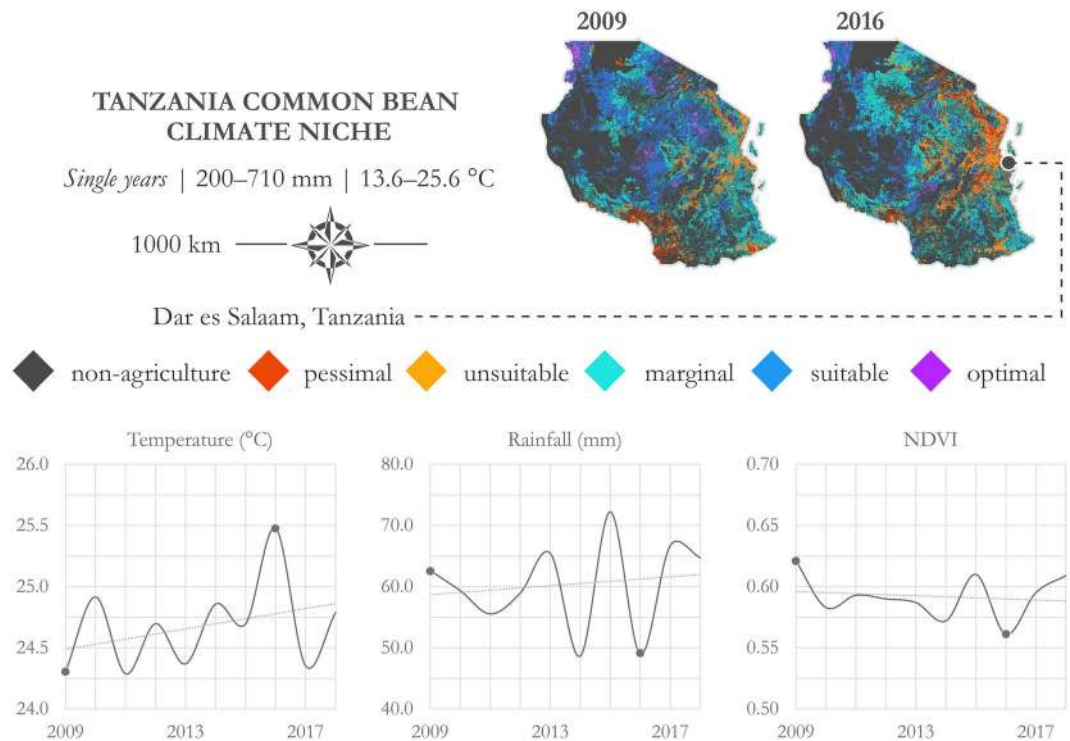 2009
2016
TANZANIA COMMON BEAN
CLIMATE NICHE
Single years | 200–710 mm | 13.6–25.6 °C
1000 km
Dar es Salaam, Tanzania
non-agriculture
pessimal
unsuitable
marginal
suitable
optimal
Temperature (°C)
26.0
25.5
25.0
24.5
24.0
2009
2013
2017
Rainfall (mm)
80.0
70.0
60.0
50.0
40.0
2009
2013
2017
NDVI
0.70
0.65
0.60
0.55
0.50
2009
2013
2017